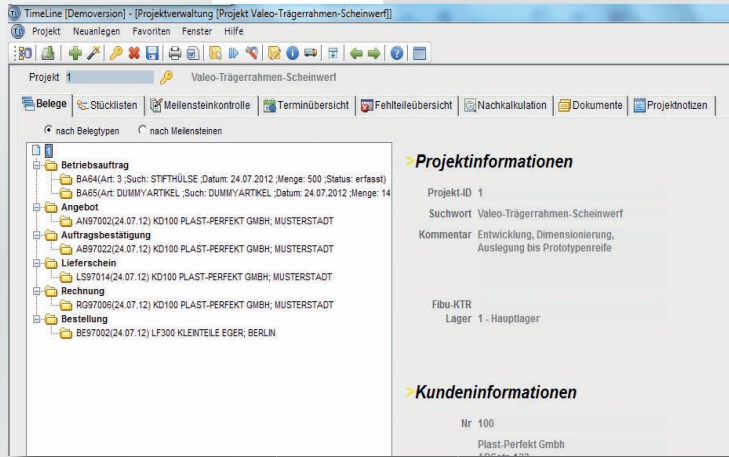 TimeLine [Demoversion] - [Projektverwaltung [Projekt Valeo-Trägerrahmen-Scheinwerf]]
Projekt Neuanlegen Favoriten Fenster Hilfe
Projekt 1 Valeo-Trägerrahmen-Scheinwerf
Belege Stücklisten Meilensteinkontrolle Terminübersicht Fehlteileübersicht Nachkalkulation Dokumente Projektnotizen
nach Belegtypen nach Meilensteinen
1
Betriebsauftrag
BA64(Art: 3 ;Such: STIFTHÜLSE ;Datum: 24.07.2012 ;Menge: 500 ;Status: erfasst)
BA65(Art: DUMMYARTIKEL ;Such: DUMMYARTIKEL ;Datum: 24.07.2012 ;Menge: 14
Angebot
AN97002(24.07.12) KD100 PLAST-PERFEKT GMBH; MUSTERSTADT
Auftragsbestätigung
AB97022(24.07.12) KD100 PLAST-PERFEKT GMBH; MUSTERSTADT
Lieferschein
LS97014(24.07.12) KD100 PLAST-PERFEKT GMBH; MUSTERSTADT
Rechnung
RG97006(24.07.12) KD100 PLAST-PERFEKT GMBH; MUSTERSTADT
Bestellung
BE97002(24.07.12) LF300 KLEINTEILE EGER; BERLIN
>Projektinformationen
Projekt-ID 1
Suchwort Valeo-Trägerrahmen-Scheinwerf
Kommentar Entwicklung, Dimensionierung,
Auslegung bis Prototypenreife
Fibu-KTR
Lager 1 - Hauptlager
>Kundeninformationen
Nr 100
Plast-Perfekt Gmbh